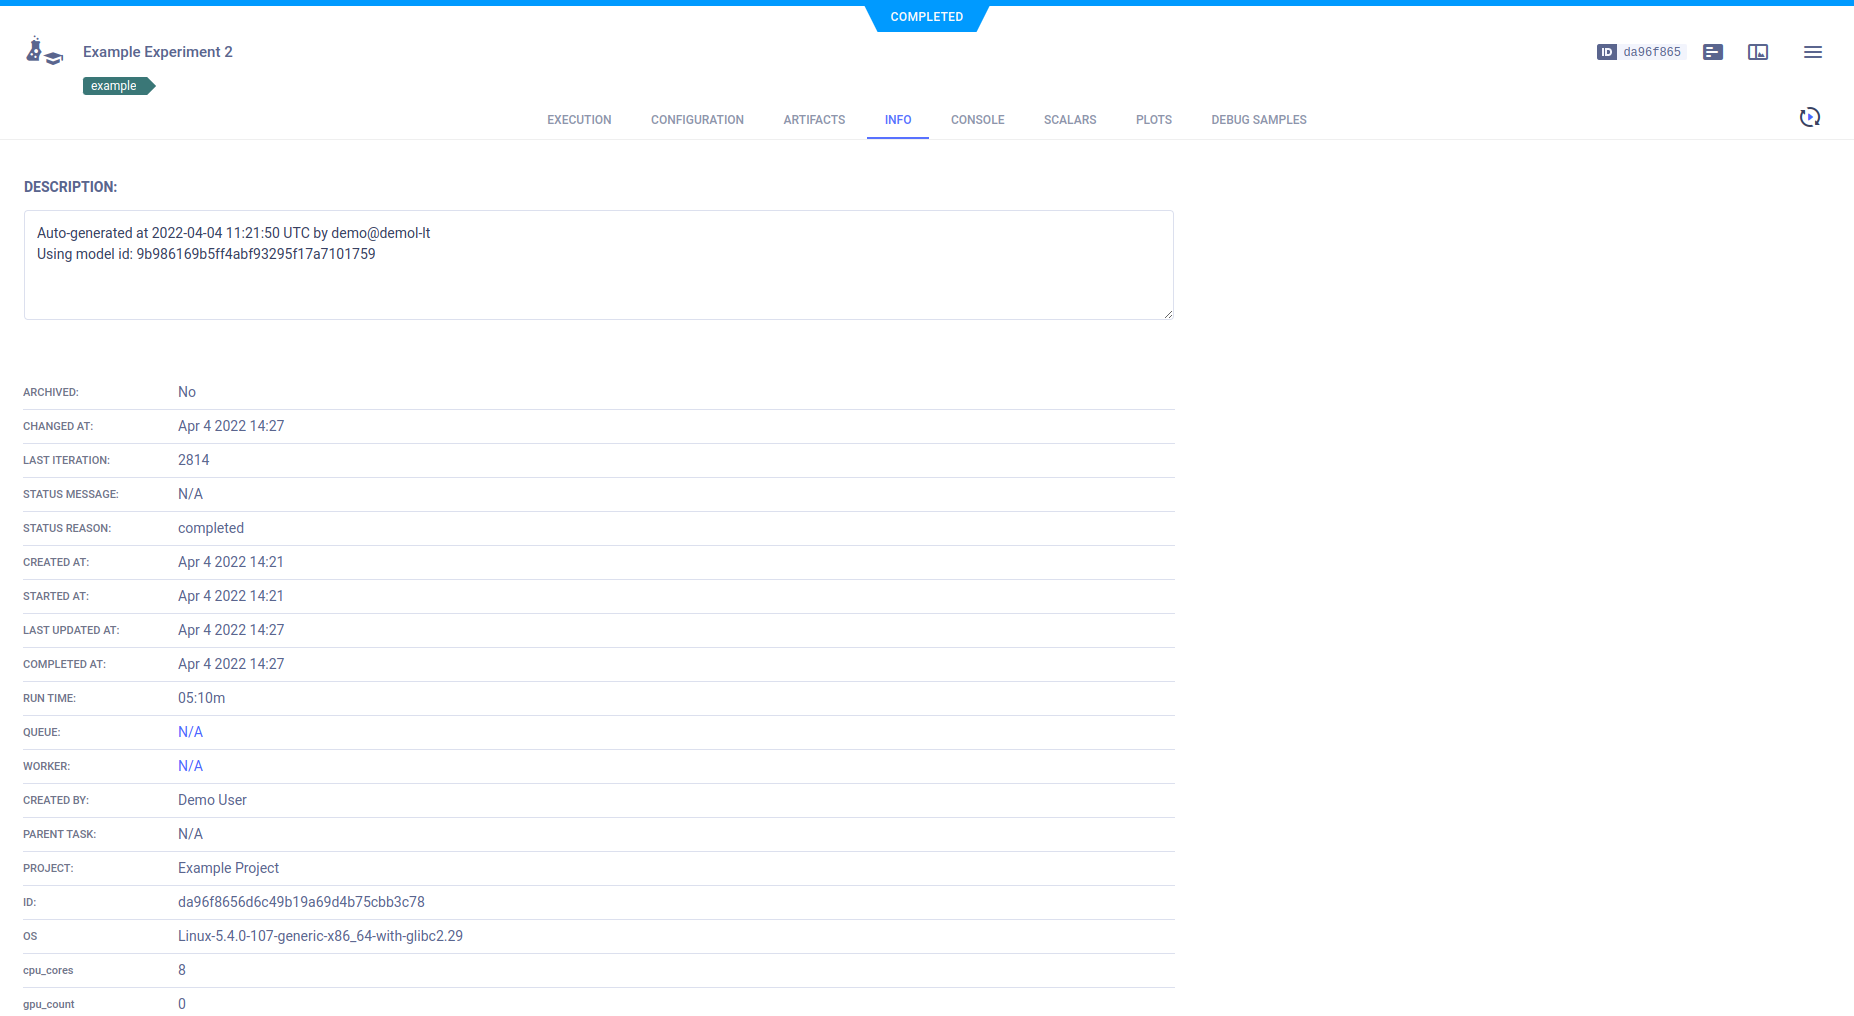 COMPLETED
Example Experiment 2
ID da96f865
example
EXECUTION CONFIGURATION ARTIFACTS INFO CONSOLE SCALARS PLOTS DEBUG SAMPLES
DESCRIPTION:
Auto-generated at 2022-04-04 11:21:50 UTC by demo@demol-lt
Using model id: 9b986169b5ff4abf93295f17a7101759
ARCHIVED: No
CHANGED AT: Apr 4 2022 14:27
LAST ITERATION: 2814
STATUS MESSAGE: N/A
STATUS REASON: completed
CREATED AT: Apr 4 2022 14:21
STARTED AT: Apr 4 2022 14:21
LAST UPDATED AT: Apr 4 2022 14:27
COMPLETED AT: Apr 4 2022 14:27
RUN TIME: 05:10m
QUEUE: N/A
WORKER: N/A
CREATED BY: Demo User
PARENT TASK: N/A
PROJECT: Example Project
ID: da96f8656d6c49b19a69d4b75cbb3c78
OS Linux-5.4.0-107-generic-x86_64-with-glibc2.29
cpu_cores 8
gpu_count 0